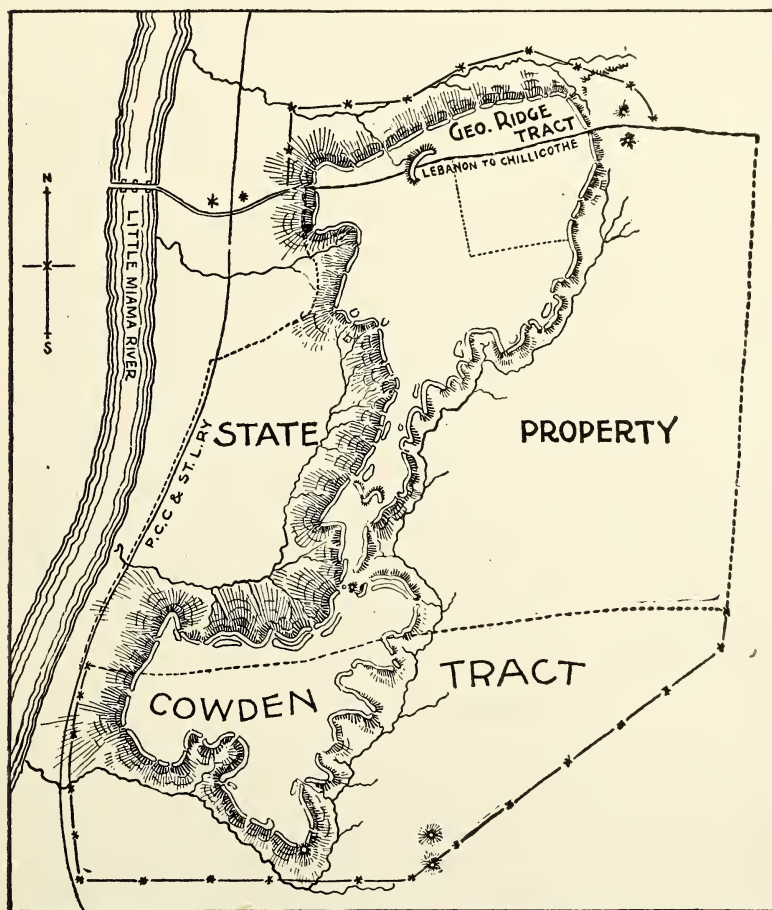 GEO. RIDGE
TRACT
LEBANON TO CHILLICOTHE
N
S
LITTLE MIAMA RIVER
P.C.C & ST. L. RY
STATE PROPERTY
COWDEN TRACT